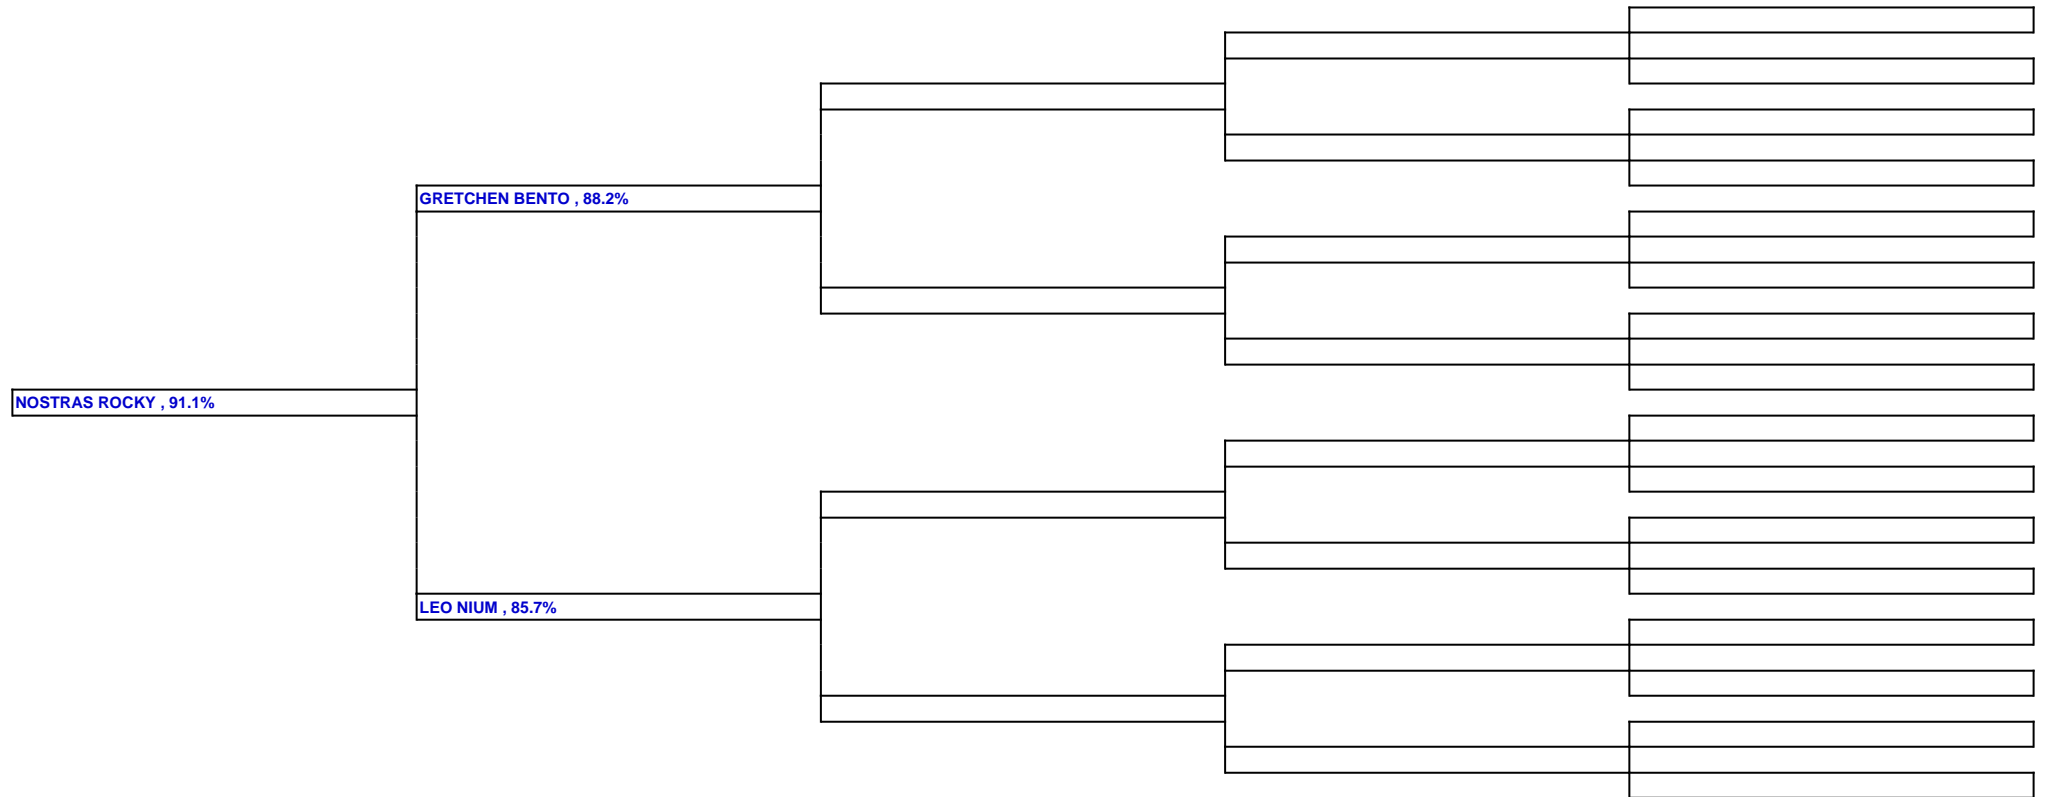 GRETCHEN BENTO , 88.2%
NOSTRAS ROCKY , 91.1%
LEO NIUM , 85.7%